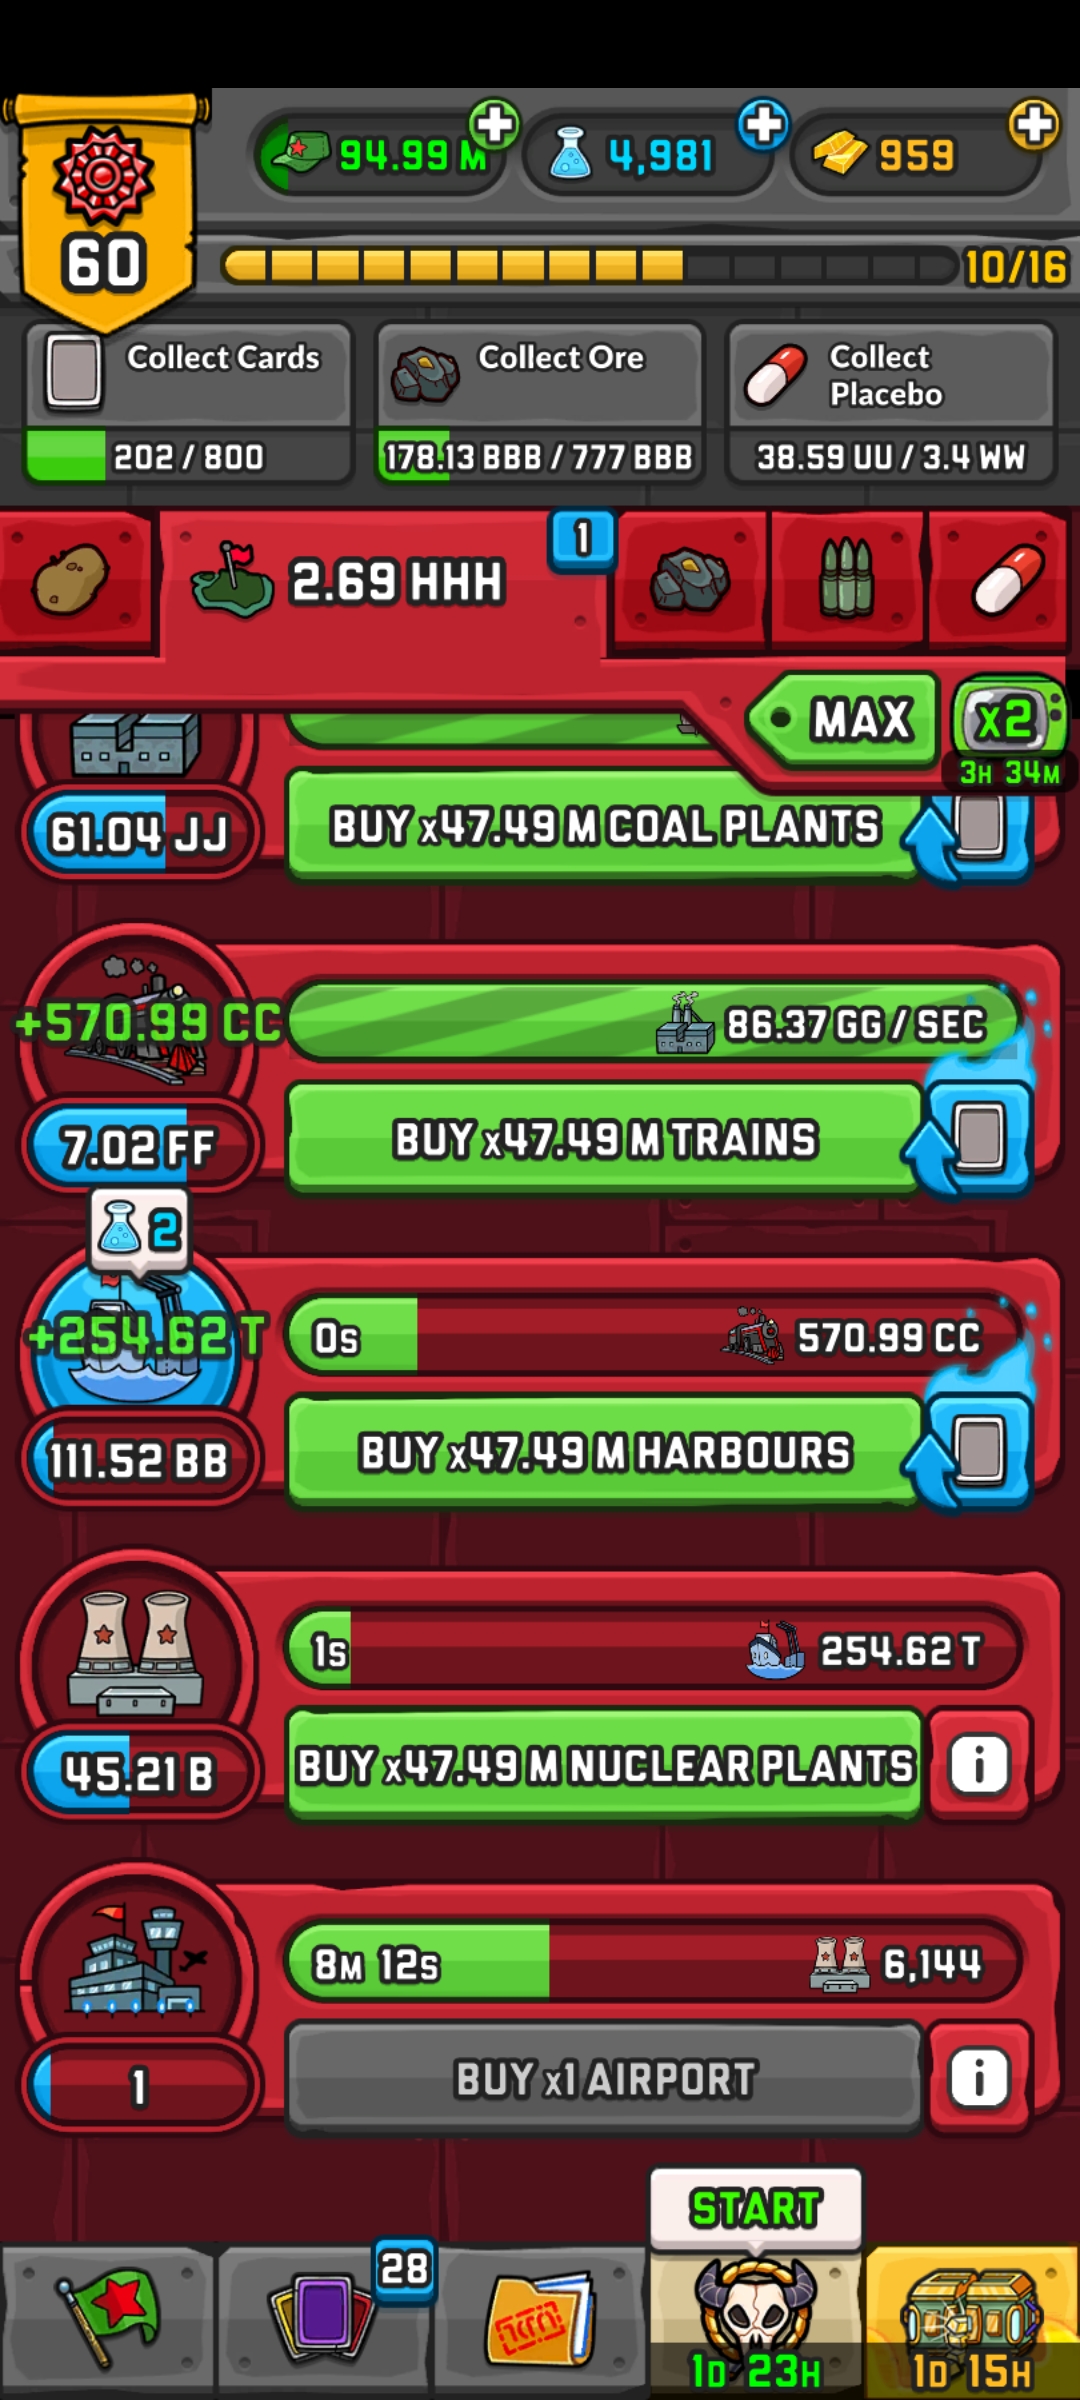 94.99 M
4,981
959
60
10/16
Collect Cards
202 / 800
Collect Ore
178.13 BBB / 777 BBB
Collect
Placebo
38.59 UU / 3.4 WW
2.69 HHH
1
MAX
x2
3H 34M
61.04 JJ
BUY x47.49 M COAL PLANTS
+570.99 CC
86.37 GG / SEC
7.02 FF
BUY x47.49 M TRAINS
2
+254.62 T
0s
570.99 CC
111.52 BB
BUY x47.49 M HARBOURS
1s
254.62 T
45.21 B
BUY x47.49 M NUCLEAR PLANTS
i
8M 12s
6,144
1
BUY x1 AIRPORT
i
START
28
1D 23H
1D 15H